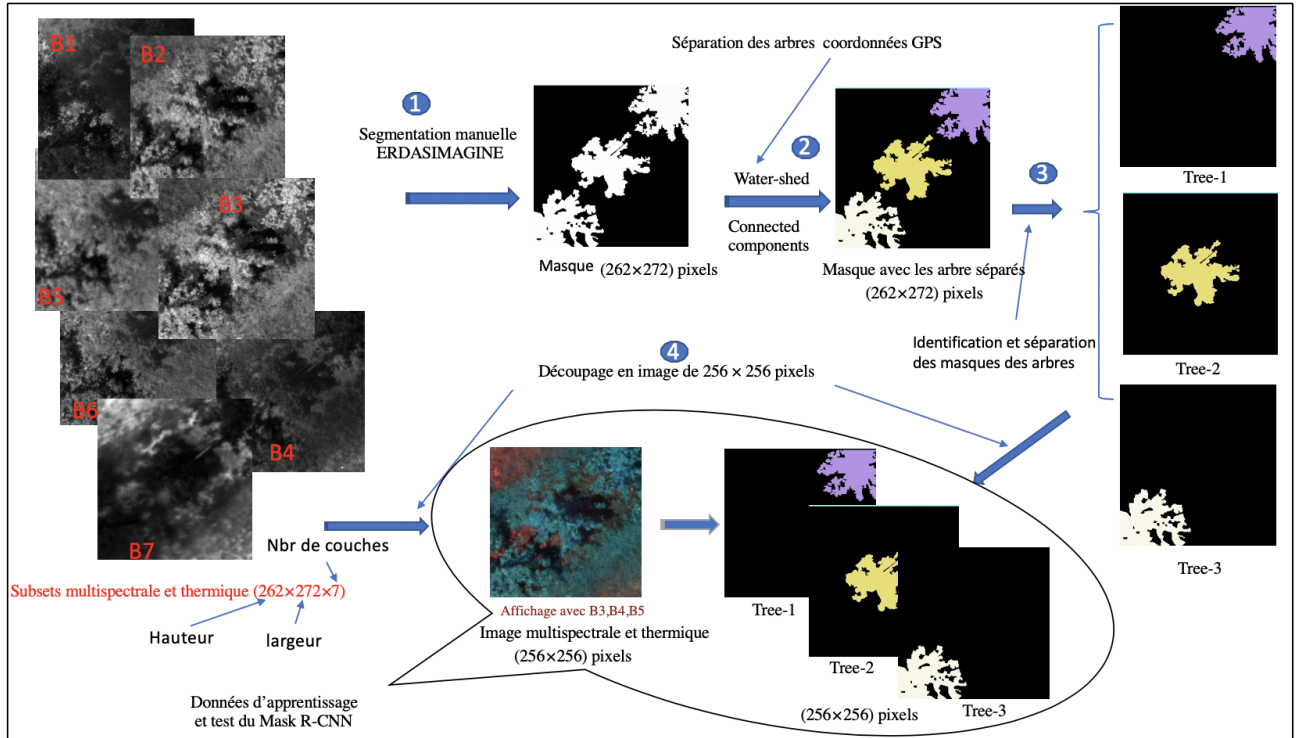 B1
B2
B3
B5
B6
B4
B7
1
Segmentation manuelle
ERDASIMAGINE
Masque (262×272) pixels
Séparation des arbres coordonnées GPS
2
Water-shed
Connected
components
Masque avec les arbre séparés
(262×272) pixels
3
Identification et séparation
des masques des arbres
Tree-1
Tree-2
Tree-3
4
Découpage en image de 256 × 256 pixels
Nbr de couches
Subsets multispectrale et thermique (262×272×7)
Hauteur
largeur
Affichage avec B3,B4,B5
Image multispectrale et thermique
(256×256) pixels
Tree-1
Tree-2
Tree-3
(256×256) pixels
Données d'apprentissage
et test du Mask R-CNN